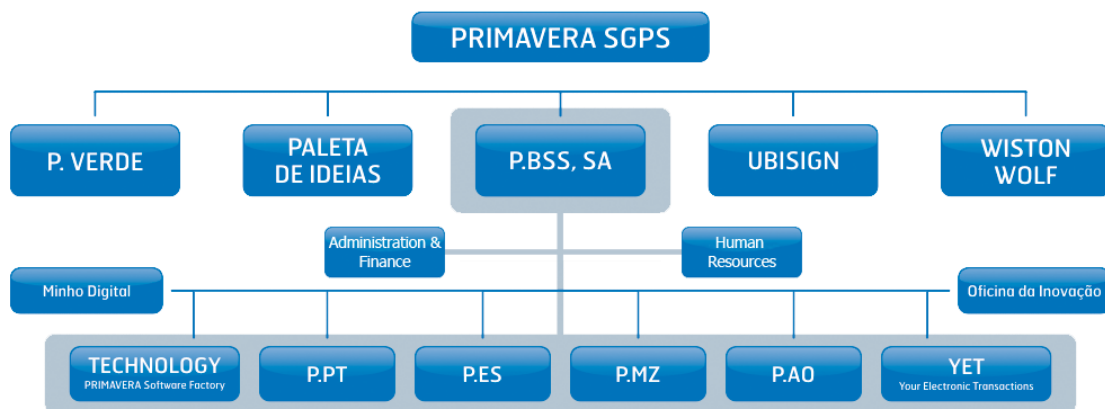 PRIMAVERA SGPS
P. VERDE
PALETA
DE IDEIAS
P.BSS, SA
UBISIGN
WISTON
WOLF
Administration &
Finance
Human
Resources
Minho Digital
Oficina da Inovação
TECHNOLOGY
PRIMAVERA Software Factory
P.PT
P.ES
P.MZ
P.AO
YET
Your Electronic Transactions